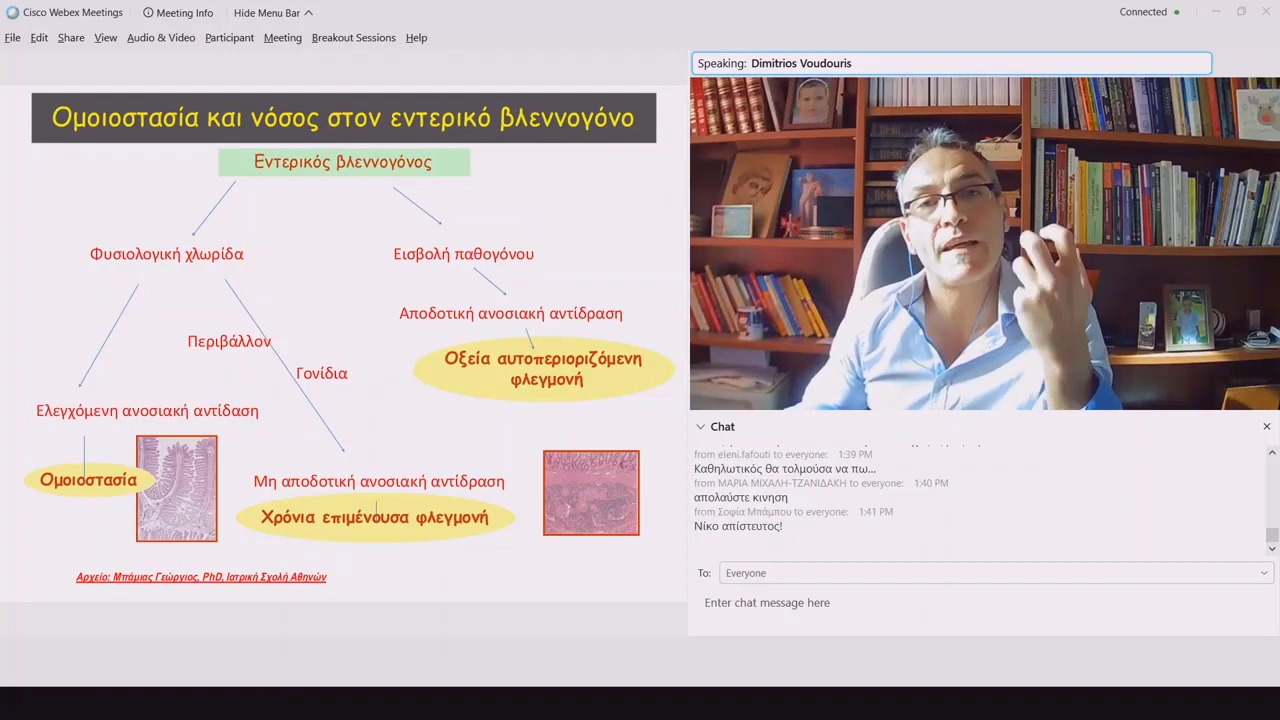 Cisco Webex Meetings
Meeting Info
Hide Menu Bar
Connected
File Edit Share View Audio & Video Participant Meeting Breakout Sessions Help
Speaking: Dimitrios Voudouris
Ομοιοστασία και νόσος στον εντερικό βλεννογόνο
Εντερικός βλεννογόνος
Φυσιολογική χλωρίδα
Εισβολή παθογόνου
Αποδοτική ανοσιακή αντίδραση
Περιβάλλον
Οξεία αυτοπεριοριζόμενη
φλεγμονή
Γονίδια
Ελεγχόμενη ανοσιακή αντίδαση
Ομοιοστασία
Μη αποδοτική ανοσιακή αντίδραση
Χρόνια επιμένουσα φλεγμονή
Αρχείο: Μπάμιας Γεώργιος, PhD, Ιατρική Σχολή Αθηνών
Chat
from eleni.fafouti to everyone: 1:39 PM
Καθηλωτικός θα τολμούσα να πω...
from ΜΑΡΙΑ ΜΙΧΑΛΗ-ΤΖΑΝΙΔΑΚΗ to everyone: 1:40 PM
απολαύστε κινηση
from Σοφία Μπάμπου to everyone: 1:41 PM
Νίκο απίστευτος!
To: Everyone
Enter chat message here